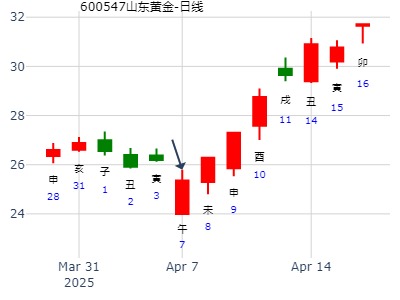 600547山东黄金-日线
32
30
28
26
24
申
28
亥
31
子
1
丑
2
寅
3
午
7
未
8
申
9
酉
10
戌
11
丑
14
寅
15
卯
16
Mar 31
2025
Apr 7
Apr 14